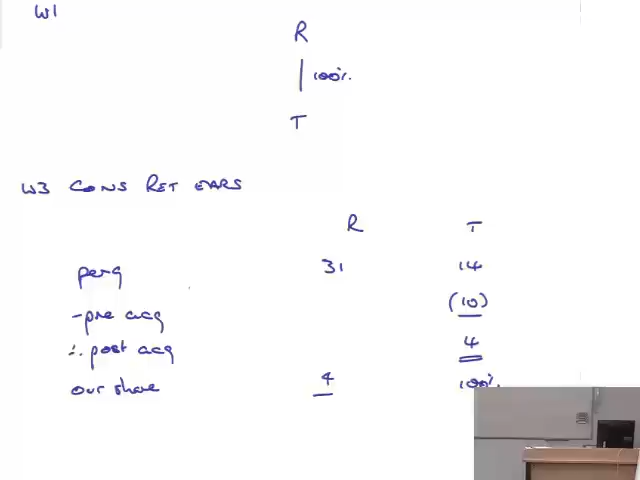 W1
R
100%
T
W3 CONS RET EARS
R T
per q 31 14
- pre acq (10)
∴ post acq 4
our share 4 100%